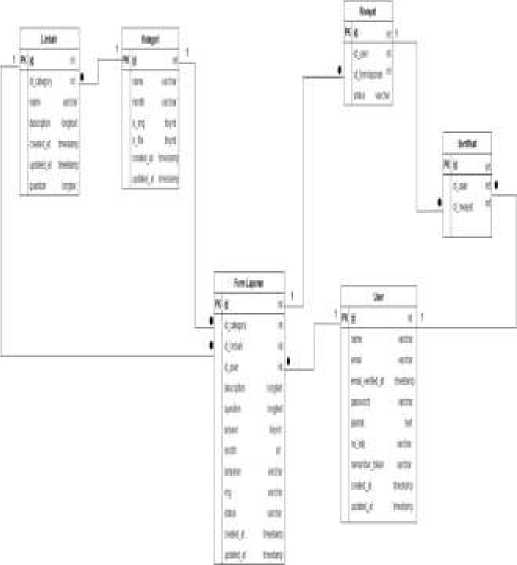 Limbah
PK id int
id_category int
name varchar
description longtext
created_at timestamp
updated_at timestamp
question longtext
Kategori
PK id int
name varchar
month varchar
is_img tinyint
is_file tinyint
created_at timestamp
updated_at timestamp
Riwayat
PK id int
id_user int
id_formlaporan int
status varchar
Sertifikat
PK id int
id_user int
id_riwayat int
Form Laporan
PK id int
id_category int
id_limbah int
id_user int
description longtext
question longtext
answer tinyint
month int
varchar
img varchar
status varchar
created_at timestamp
updated_at timestamp
User
PK id int
name varchar
email varchar
email_verified_at timestamp
password varchar
alamat text
no_telp varchar
remember_token varchar
created_at timestamp
updated_at timestamp
1
1
1
1
1
1
1